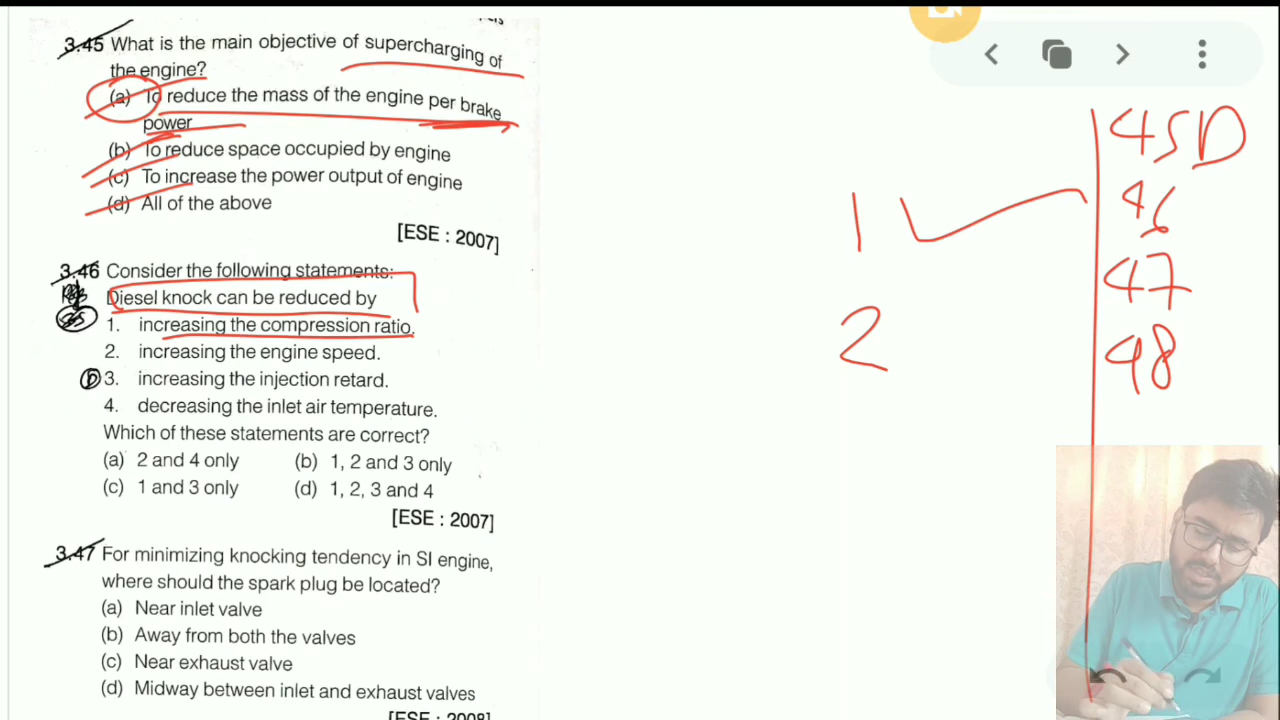 3.45 What is the main objective of supercharging of
the engine?
(a) To reduce the mass of the engine per brake
power
(b) To reduce space occupied by engine
(c) To increase the power output of engine
(d) All of the above
[ESE : 2007]
3.46 Consider the following statements:
Diesel knock can be reduced by
1. increasing the compression ratio.
2. increasing the engine speed.
3. increasing the injection retard.
4. decreasing the inlet air temperature.
Which of these statements are correct?
(a) 2 and 4 only (b) 1, 2 and 3 only
(c) 1 and 3 only (d) 1, 2, 3 and 4
[ESE : 2007]
3.47 For minimizing knocking tendency in SI engine,
where should the spark plug be located?
(a) Near inlet valve
(b) Away from both the valves
(c) Near exhaust valve
(d) Midway between inlet and exhaust valves
[ESE : 2008]
1
2
45D
46
47
48